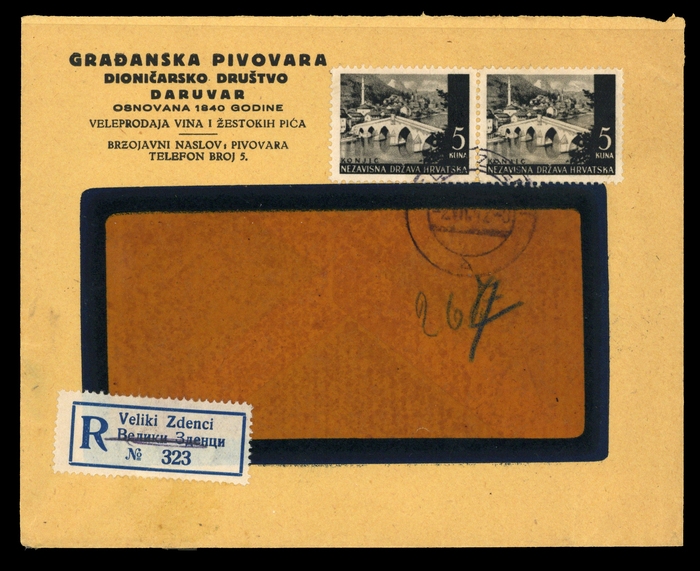 GRAĐANSKA PIVOVARA
DIONIČARSKO DRUŠTVO
DARUVAR
OSNOVANA 1840 GODINE
VELEPRODAJA VINA I ŽESTOKIH PIĆA
BRZOJAVNI NASLOV: PIVOVARA
TELEFON BROJ 5.
5
KUNA
KONJIC
NEZAVISNA DRŽAVA HRVATSKA
5
KUNA
KONJIC
NEZAVISNA DRŽAVA HRVATSKA
267
R
Veliki Zdenci
Велики Зденци
№ 323